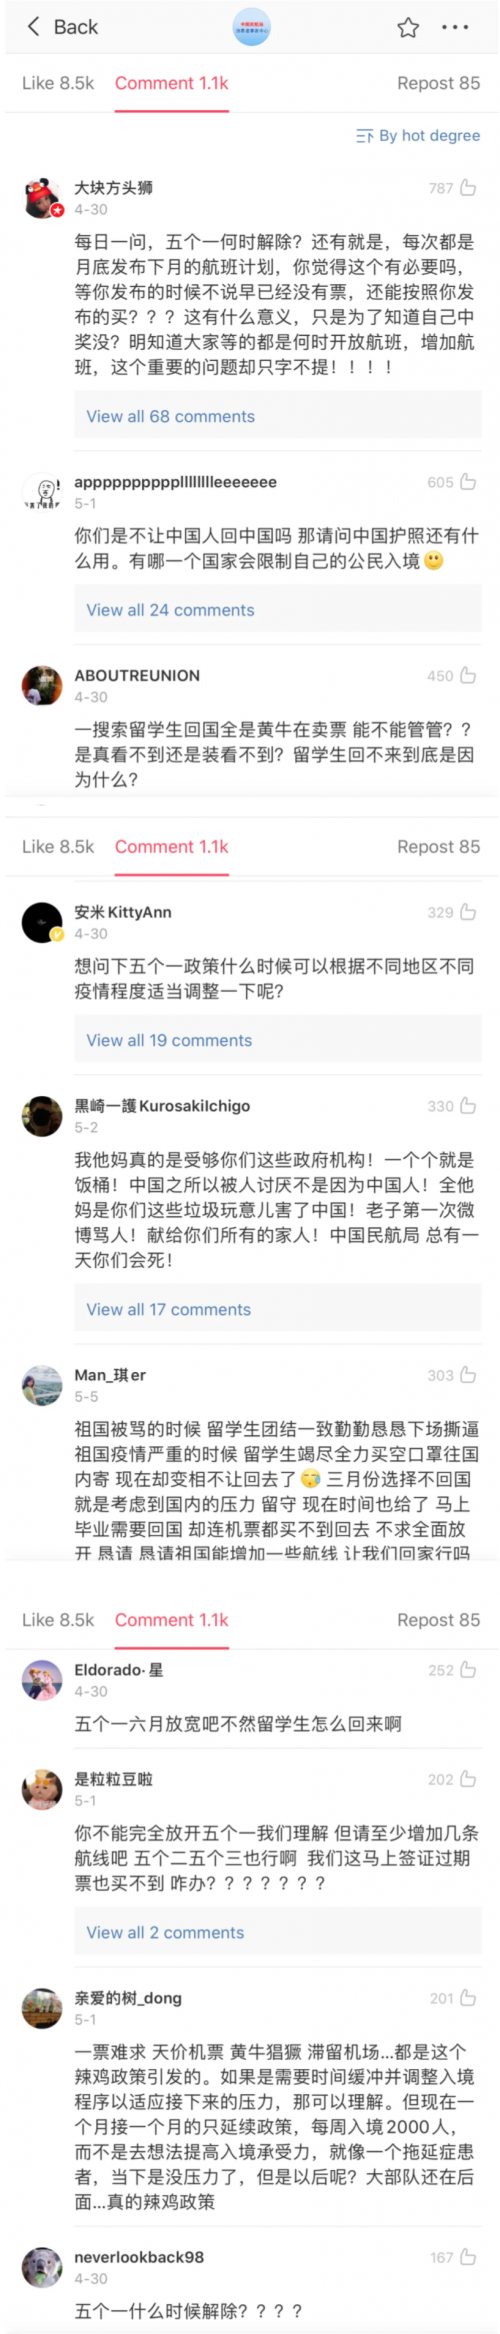 Back
Like 8.5k Comment 1.1k Repost 85
By hot degree
大块方头狮 787
4-30
每日一问，五个一何时解除？还有就是，每次都是
月底发布下月的航班计划，你觉得这个有必要吗，
等你发布的时候不说早已经没有票，还能按照你发
布的买？？？这有什么意义，只是为了知道自己中
奖没？明知道大家等的都是何时开放航班，增加航
班，这个重要的问题却只字不提！！！！
View all 68 comments
5-1 605
你们是不让中国人回中国吗 那请问中国护照还有什
么用。有哪一个国家会限制自己的公民入境🙂
View all 24 comments
ABOUTREUNION 450
4-30
一搜索留学生回国全是黄牛在卖票 能不能管管？？
是真看不到还是装看不到？留学生回不来到底是因
为什么？
Like 8.5k Comment 1.1k Repost 85
安米KittyAnn 329
4-30
想问下五个一政策什么时候可以根据不同地区不同
疫情程度适当调整一下呢？
View all 19 comments
黒崎一護KurosakiIchigo 330
5-2
我他妈真的是受够你们这些政府机构！一个个就是
饭桶！中国之所以被人讨厌不是因为中国人！全他
妈是你们这些垃圾玩意儿害了中国！老子第一次微
博骂人！献给你们所有的家人！中国民航局 总有一
天你们会死！
View all 17 comments
Man_琪er 303
5-5
祖国被骂的时候 留学生团结一致勤勤恳恳下场撕逼
祖国疫情严重的时候 留学生竭尽全力买空口罩往国
内寄 现在却变相不让回去了😥 三月份选择不回国
就是考虑到国内的压力 留守 现在时间也给了 马上
毕业需要回国 却连机票都买不到回去 不求全面放
开 恳请 恳请祖国能增加一些航线 让我们回家行吗
Like 8.5k Comment 1.1k Repost 85
Eldorado·星 252
4-30
五个一六月放宽吧不然留学生怎么回来啊
是粒粒豆啦 202
5-1
你不能完全放开五个一我们理解 但请至少增加几条
航线吧 五个二五个三也行啊 我们这马上签证过期
票也买不到 咋办？？？？？？？
View all 2 comments
亲爱的树_dong 201
5-1
一票难求 天价机票 黄牛猖獗 滞留机场...都是这个
辣鸡政策引发的。如果是需要时间缓冲并调整入境
程序以适应接下来的压力，那可以理解。但现在一
个月接一个月的只延续政策，每周入境2000人，
而不是去想法提高入境承受力，就像一个拖延症患
者，当下是没压力了，但是以后呢？大部队还在后
面...真的辣鸡政策
neverlookback98 167
4-30
五个一什么时候解除？？？？